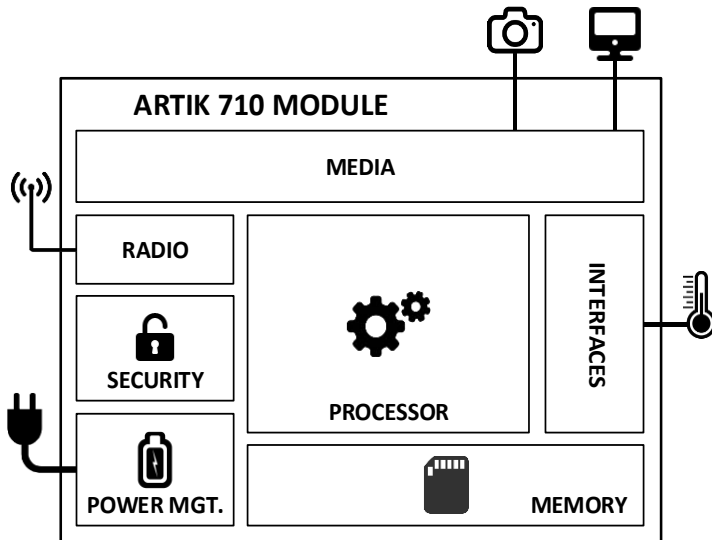 ARTIK 710 MODULE
MEDIA
RADIO
INTERFACES
SECURITY
PROCESSOR
POWER MGT.
MEMORY